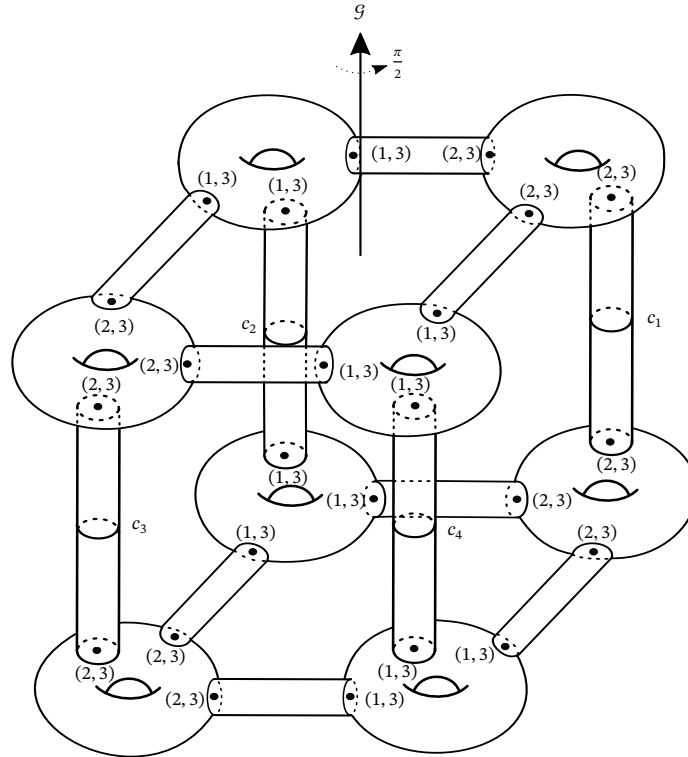 𝒢
π/2
(1, 3) (2, 3)
(1, 3) (1, 3) (2, 3) (2, 3)
c₂ c₁
(2, 3) (1, 3)
(2, 3) (1, 3)
(2, 3) (1, 3)
(1, 3) (2, 3)
(1, 3) (2, 3)
c₃ (1, 3) c₄ (2, 3)
(2, 3) (1, 3)
(2, 3) (1, 3)
(2, 3) (1, 3)